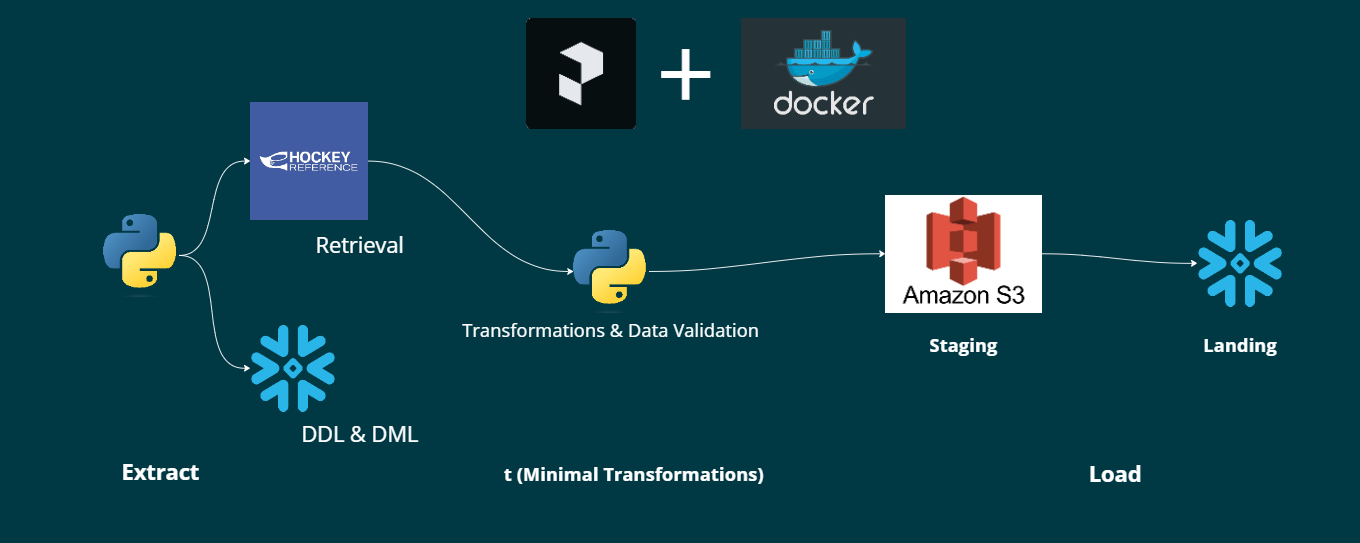 docker
HOCKEY
REFERENCE
Retrieval
Amazon S3
Transformations & Data Validation
Staging
Landing
DDL & DML
Extract
t (Minimal Transformations)
Load